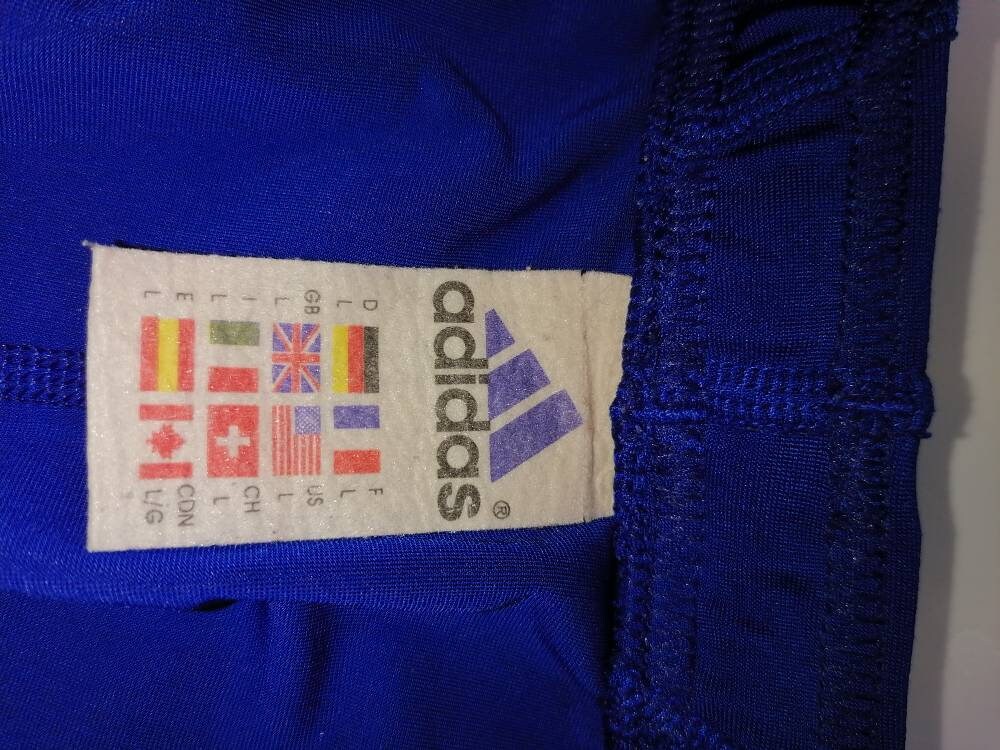 adidas®
D F
L L
GB US
L L
I CH
L L
E CDN
L L/G